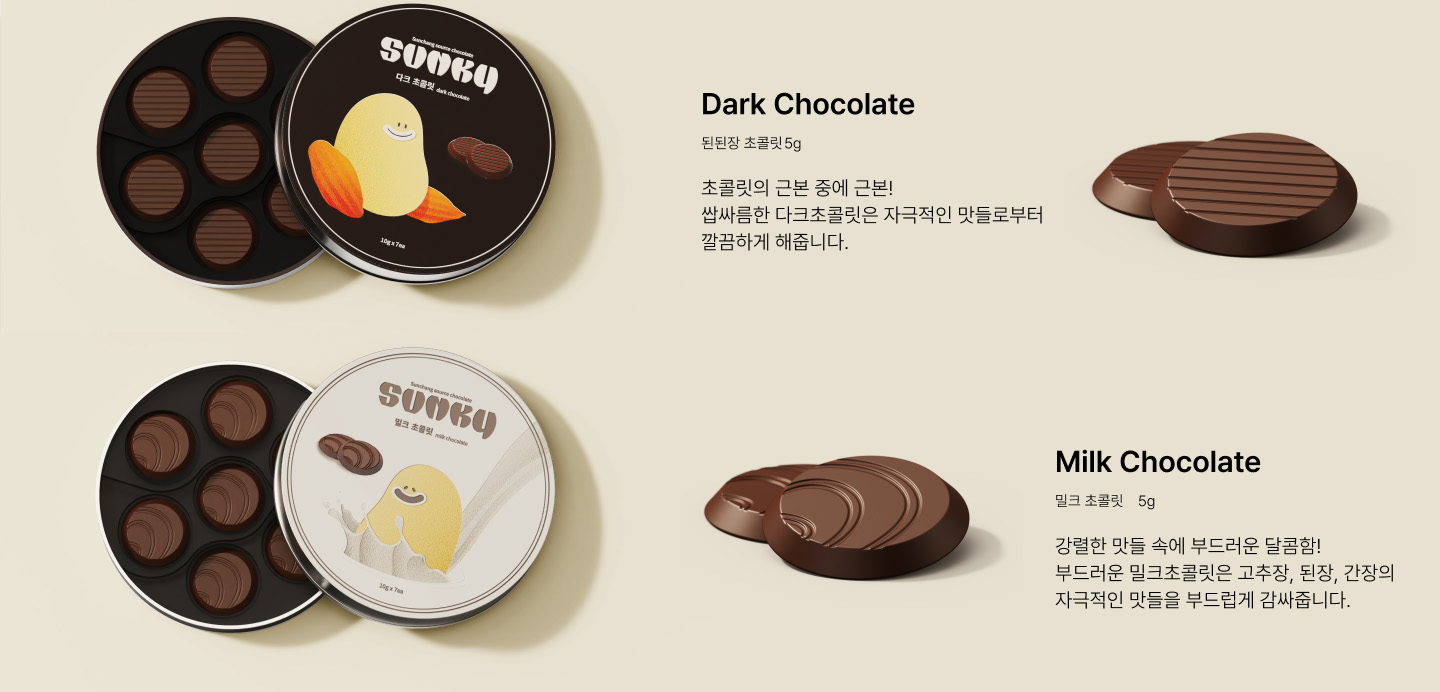 Sunchang source chocolate
SUNKY
다크 초콜릿 dark chocolate
10g x 7ea
Dark Chocolate
된된장 초콜릿 5g
초콜릿의 근본 중에 근본!
쌉싸름한 다크초콜릿은 자극적인 맛들로부터
깔끔하게 해줍니다.
Sunchang source chocolate
SUNKY
밀크 초콜릿 milk chocolate
10g x 7ea
Milk Chocolate
밀크 초콜릿 5g
강렬한 맛들 속에 부드러운 달콤함!
부드러운 밀크초콜릿은 고추장, 된장, 간장의
자극적인 맛들을 부드럽게 감싸줍니다.